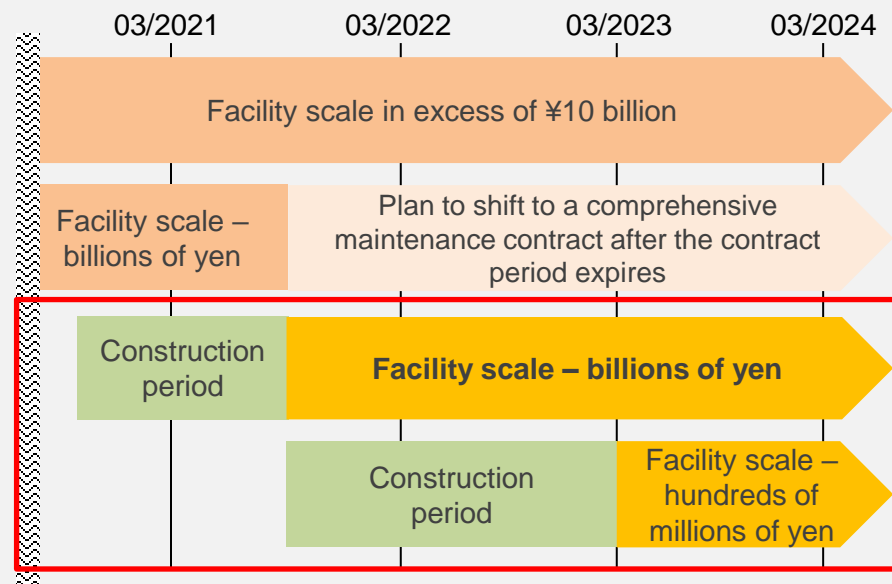 03/2021 03/2022 03/2023 03/2024
Facility scale in excess of ¥10 billion
Facility scale –
billions of yen
Plan to shift to a comprehensive
maintenance contract after the contract
period expires
Construction
period
Facility scale – billions of yen
Construction
period
Facility scale –
hundreds of
millions of yen